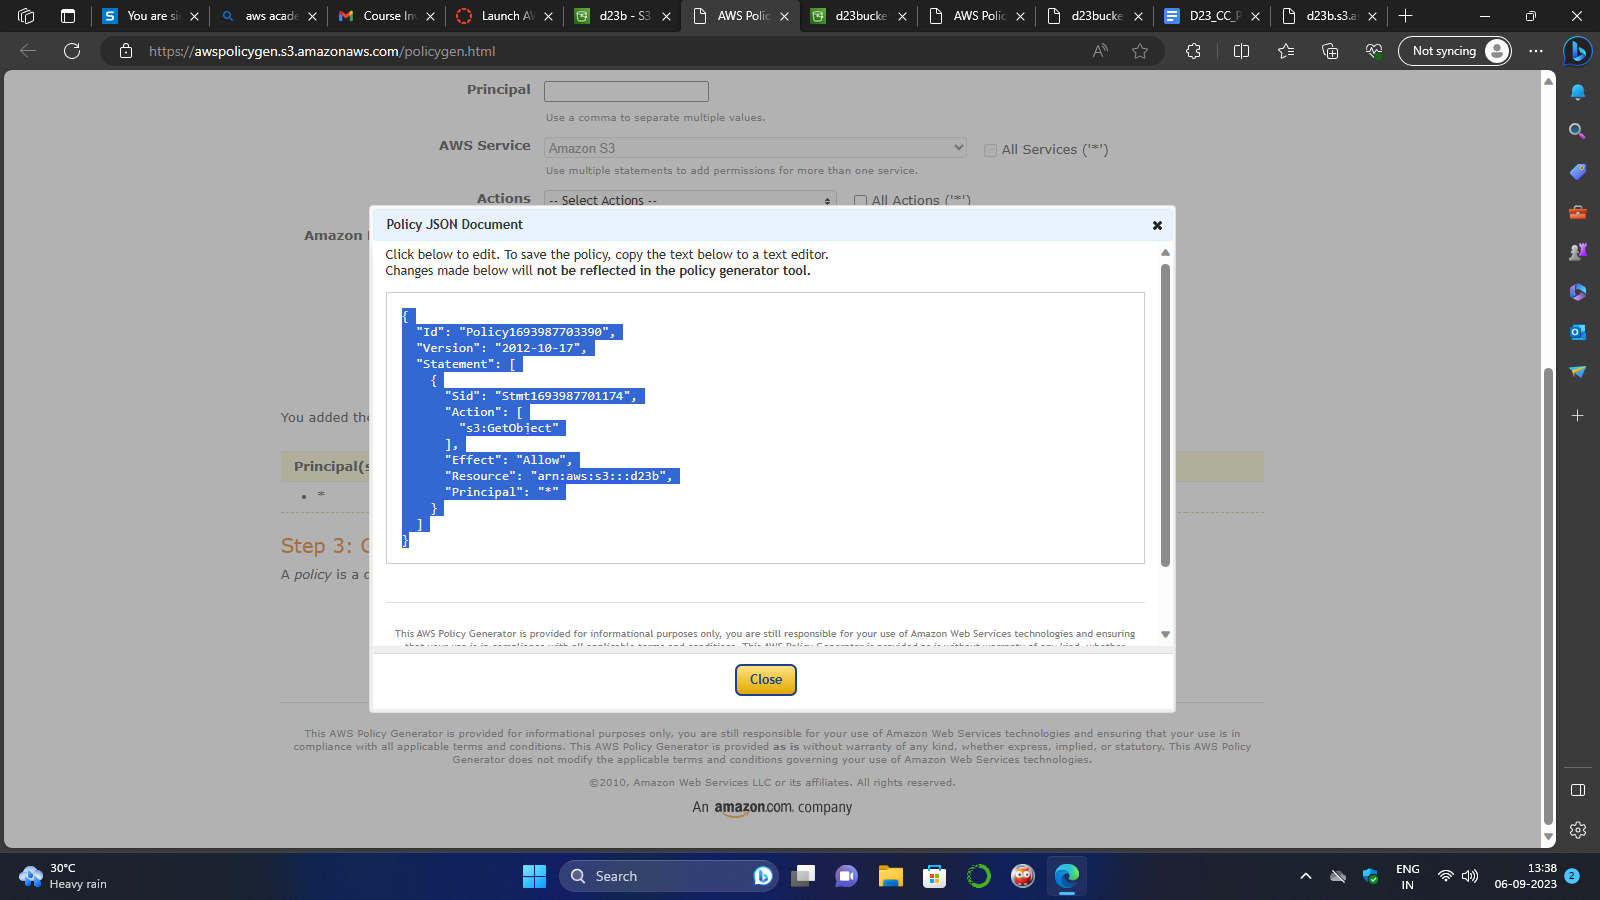 You are si
aws acade
Course Inv
Launch AW
d23b - S3
AWS Polic
d23bucke
AWS Polic
d23bucke
D23_CC_P
d23b.s3.a
https://awspolicygen.s3.amazonaws.com/policygen.html
Not syncing
Principal
Use a comma to separate multiple values.
AWS Service
Amazon S3
All Services ('*')
Use multiple statements to add permissions for more than one service.
Actions
-- Select Actions --
All Actions ('*')
Amazon
Policy JSON Document
Click below to edit. To save the policy, copy the text below to a text editor.
Changes made below will not be reflected in the policy generator tool.
{
"Id": "Policy1693987703390",
"Version": "2012-10-17",
"Statement": [
{
"Sid": "Stmt1693987701174",
"Action": [
"s3:GetObject"
],
"Effect": "Allow",
"Resource": "arn:aws:s3:::d23b",
"Principal": "*"
}
]
}
You added the
Principal(s
• *
Step 3: G
A policy is a
This AWS Policy Generator is provided for informational purposes only, you are still responsible for your use of Amazon Web Services technologies and ensuring
Close
This AWS Policy Generator is provided for informational purposes only, you are still responsible for your use of Amazon Web Services technologies and ensuring that your use is in
compliance with all applicable terms and conditions. This AWS Policy Generator is provided as is without warranty of any kind, whether express, implied, or statutory. This AWS Policy
Generator does not modify the applicable terms and conditions governing your use of Amazon Web Services technologies.
©2010, Amazon Web Services LLC or its affiliates. All rights reserved.
An amazon.com. company
30°C
Heavy rain
Search
ENG
IN
13:38
06-09-2023
2